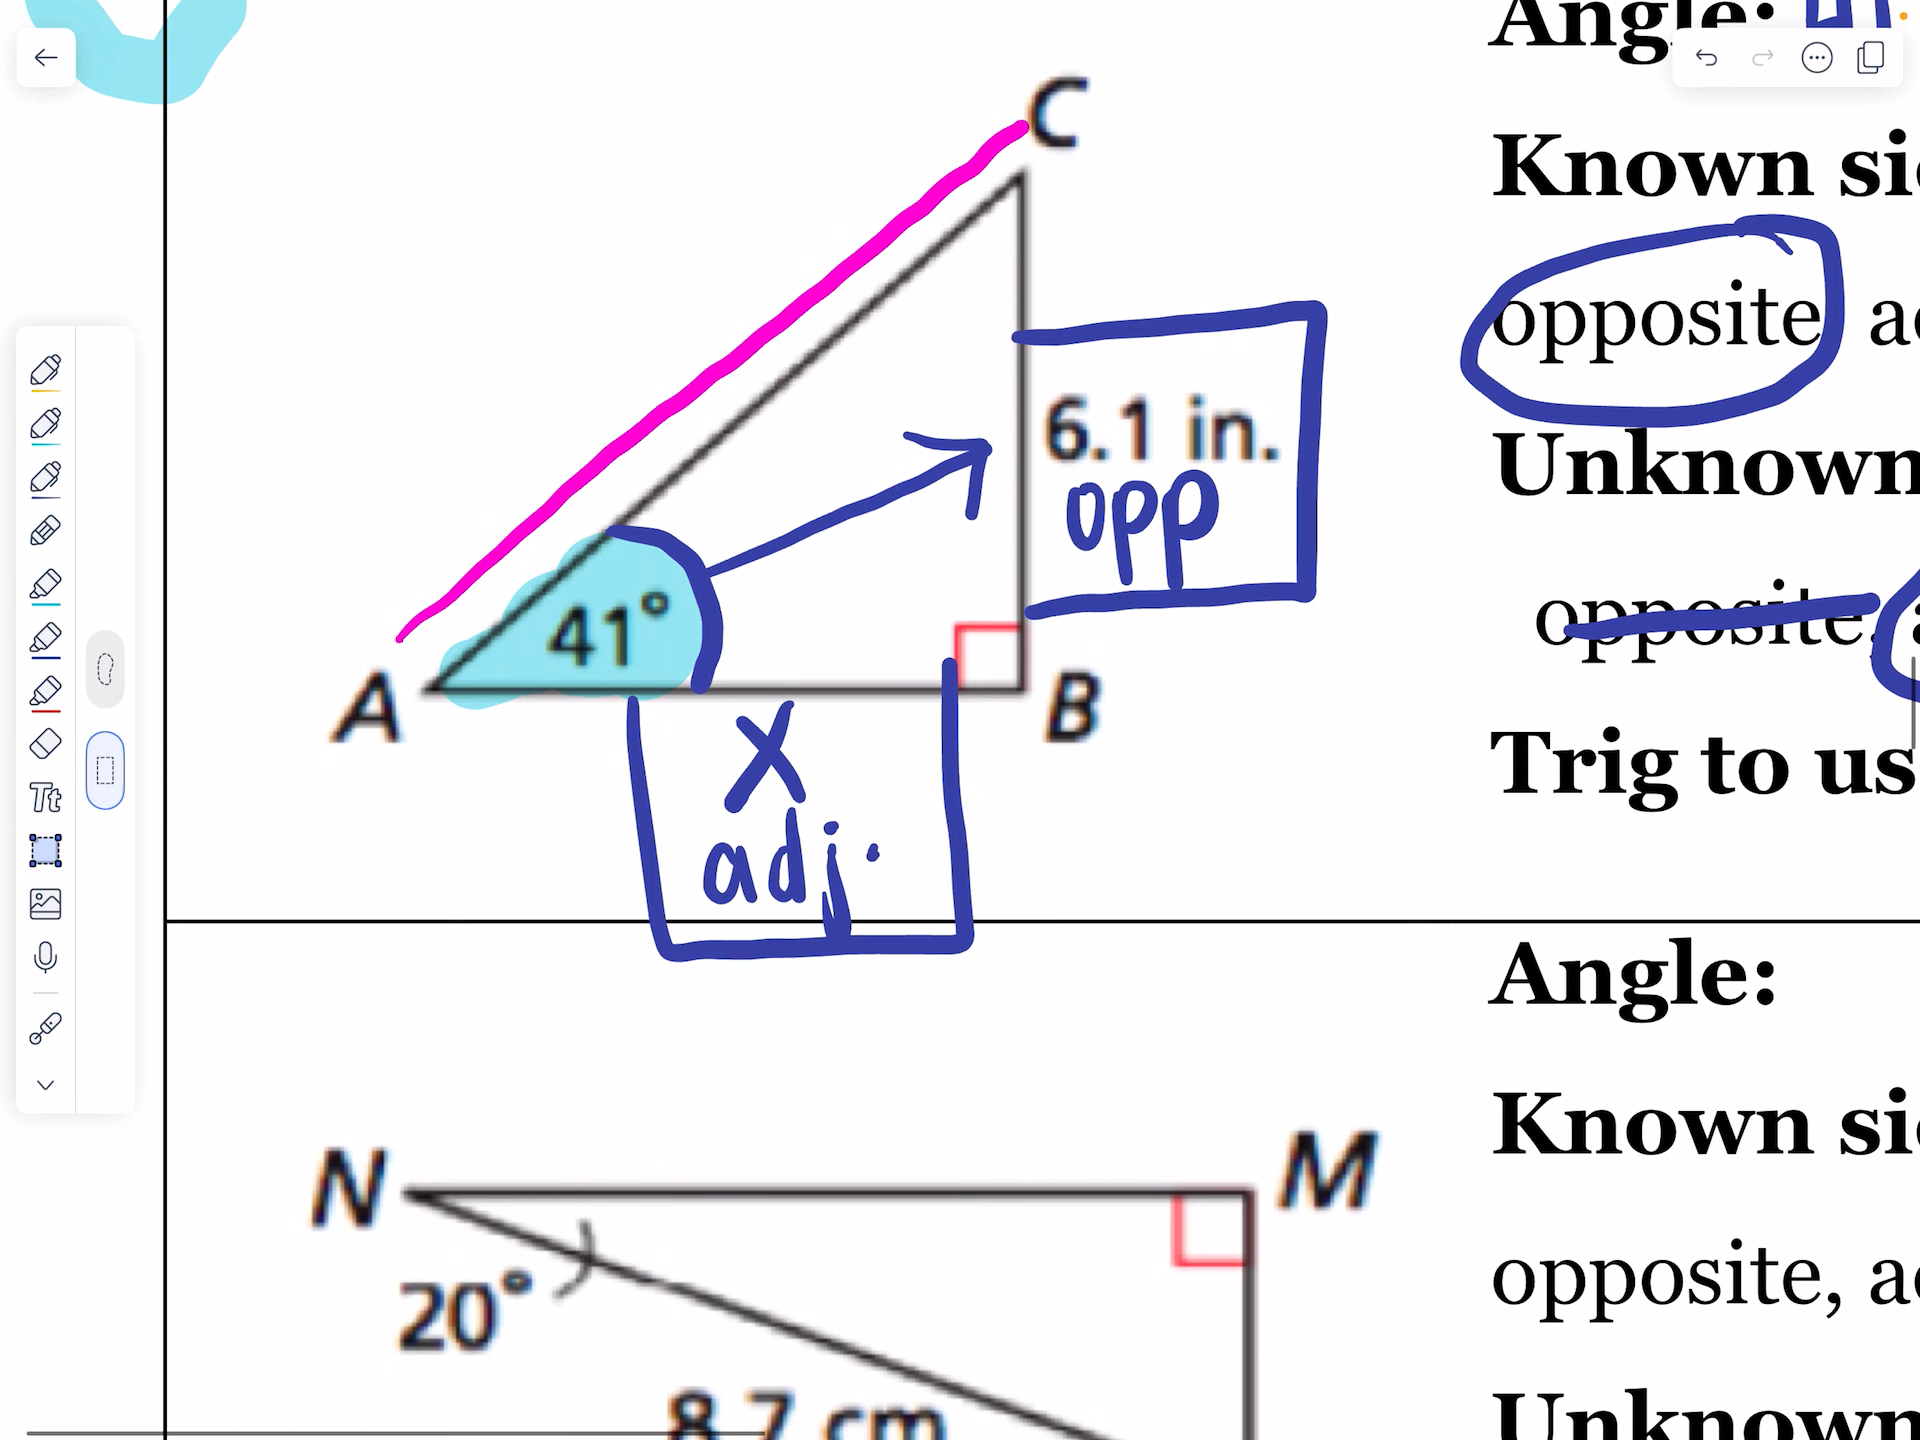 Angle:
C
Known si
opposite, a
6.1 in.
opp
Unknown
41°
opposite,
A
B
X
adj.
Trig to us
Angle:
Known si
N
M
opposite, a
20°
8.7 cm
Unknown
Tt